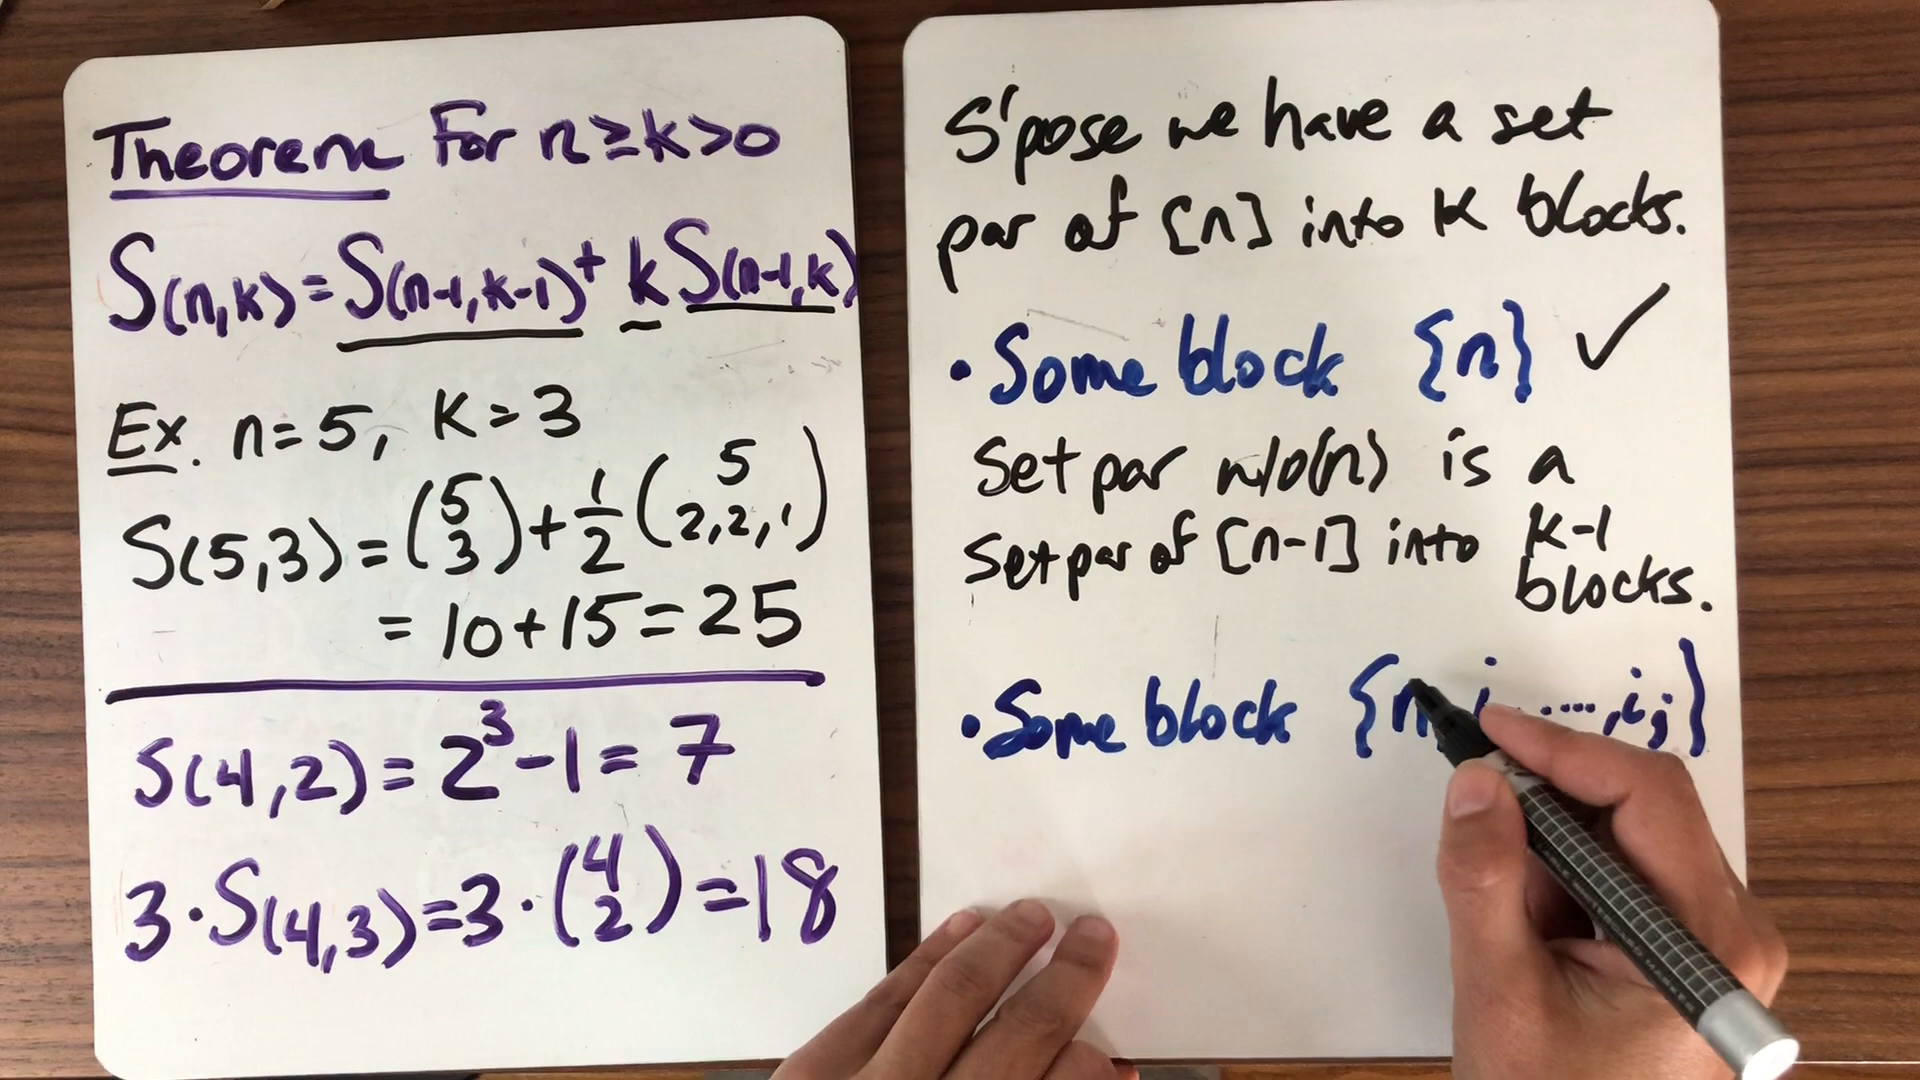 Theorem For n≥k>0
S(n,k)=S(n-1,k-1)+kS(n-1,k)
Ex. n=5, k=3
S(5,3)=(5 3)+1/2(5 2,2,1)
=10+15=25
S(4,2)=2^3-1=7
3·S(4,3)=3·(4 2)=18
S'pose we have a set
par of [n] into k blocks.
•Some block {n} ✓
Set par w/o(n) is a
set par of [n-1] into k-1
blocks.
•Some block {n, i, ...., i_j}